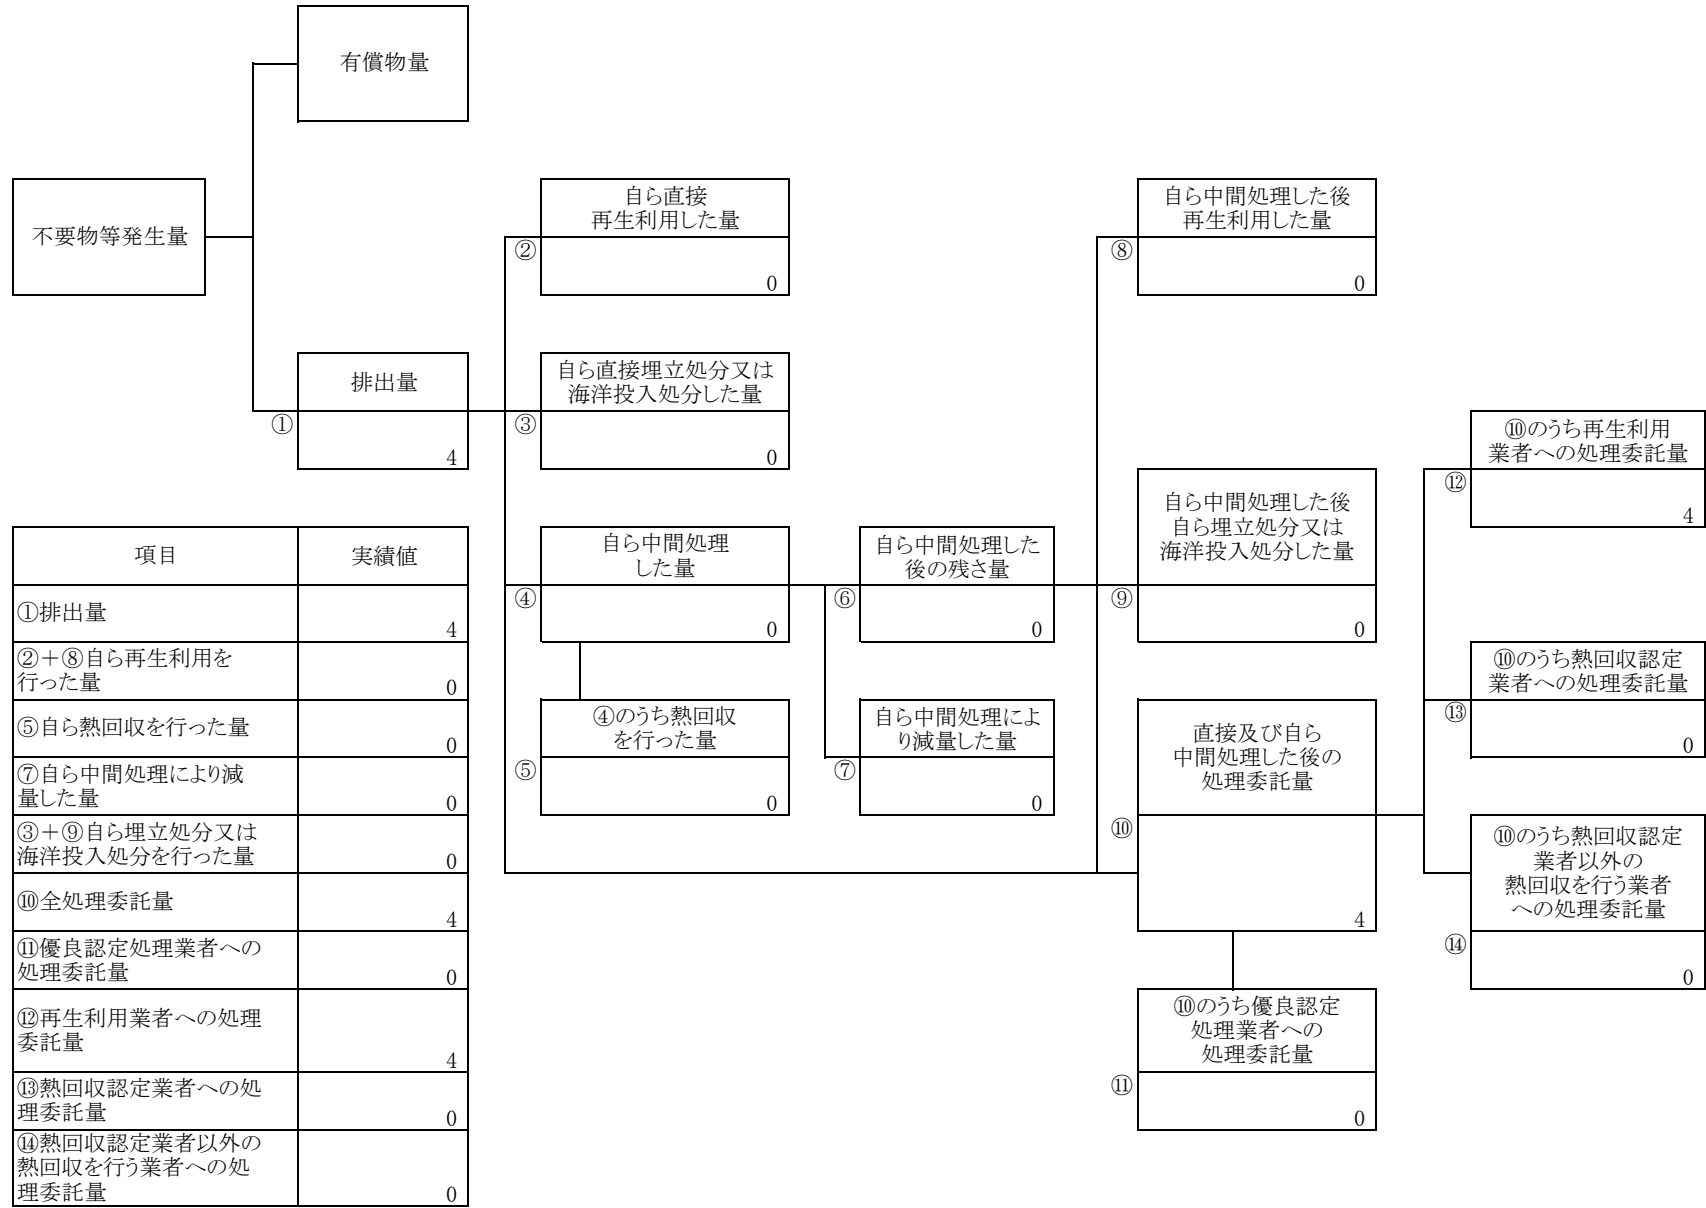 有償物量
不要物等発生量
排出量
①
4
自ら直接
再生利用した量
②
0
自ら直接埋立処分又は
海洋投入処分した量
③
0
自ら中間処理
した量
④
0
④のうち熱回収
を行った量
⑤
0
自ら中間処理した
後の残さ量
⑥
0
自ら中間処理によ
り減量した量
⑦
0
自ら中間処理した後
再生利用した量
⑧
0
自ら中間処理した後
自ら埋立処分又は
海洋投入処分した量
⑨
0
直接及び自ら
中間処理した後の
処理委託量
⑩
4
⑩のうち優良認定
処理業者への
処理委託量
⑪
0
⑩のうち再生利用
業者への処理委託量
⑫
4
⑩のうち熱回収認定
業者への処理委託量
⑬
0
⑩のうち熱回収認定
業者以外の
熱回収を行う業者
への処理委託量
⑭
0
項目 実績値
①排出量
4
②＋⑧自ら再生利用を
行った量
0
⑤自ら熱回収を行った量
0
⑦自ら中間処理により減
量した量
0
③＋⑨自ら埋立処分又は
海洋投入処分を行った量
0
⑩全処理委託量
4
⑪優良認定処理業者への
処理委託量
0
⑫再生利用業者への処理
委託量
4
⑬熱回収認定業者への処
理委託量
0
⑭熱回収認定業者以外の
熱回収を行う業者への処
理委託量
0